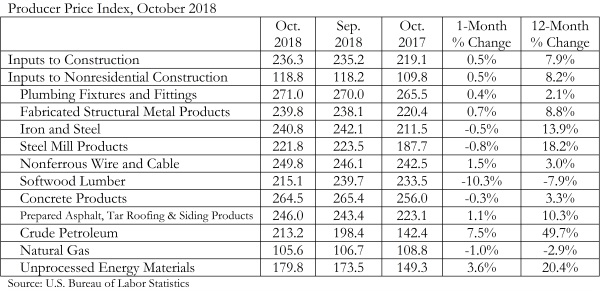 Producer Price Index, October 2018
Oct. 2018 Sep. 2018 Oct. 2017 1-Month % Change 12-Month % Change
Inputs to Construction 236.3 235.2 219.1 0.5% 7.9%
Inputs to Nonresidential Construction 118.8 118.2 109.8 0.5% 8.2%
Plumbing Fixtures and Fittings 271.0 270.0 265.5 0.4% 2.1%
Fabricated Structural Metal Products 239.8 238.1 220.4 0.7% 8.8%
Iron and Steel 240.8 242.1 211.5 -0.5% 13.9%
Steel Mill Products 221.8 223.5 187.7 -0.8% 18.2%
Nonferrous Wire and Cable 249.8 246.1 242.5 1.5% 3.0%
Softwood Lumber 215.1 239.7 233.5 -10.3% -7.9%
Concrete Products 264.5 265.4 256.0 -0.3% 3.3%
Prepared Asphalt, Tar Roofing & Siding Products 246.0 243.4 223.1 1.1% 10.3%
Crude Petroleum 213.2 198.4 142.4 7.5% 49.7%
Natural Gas 105.6 106.7 108.8 -1.0% -2.9%
Unprocessed Energy Materials 179.8 173.5 149.3 3.6% 20.4%
Source: U.S. Bureau of Labor Statistics